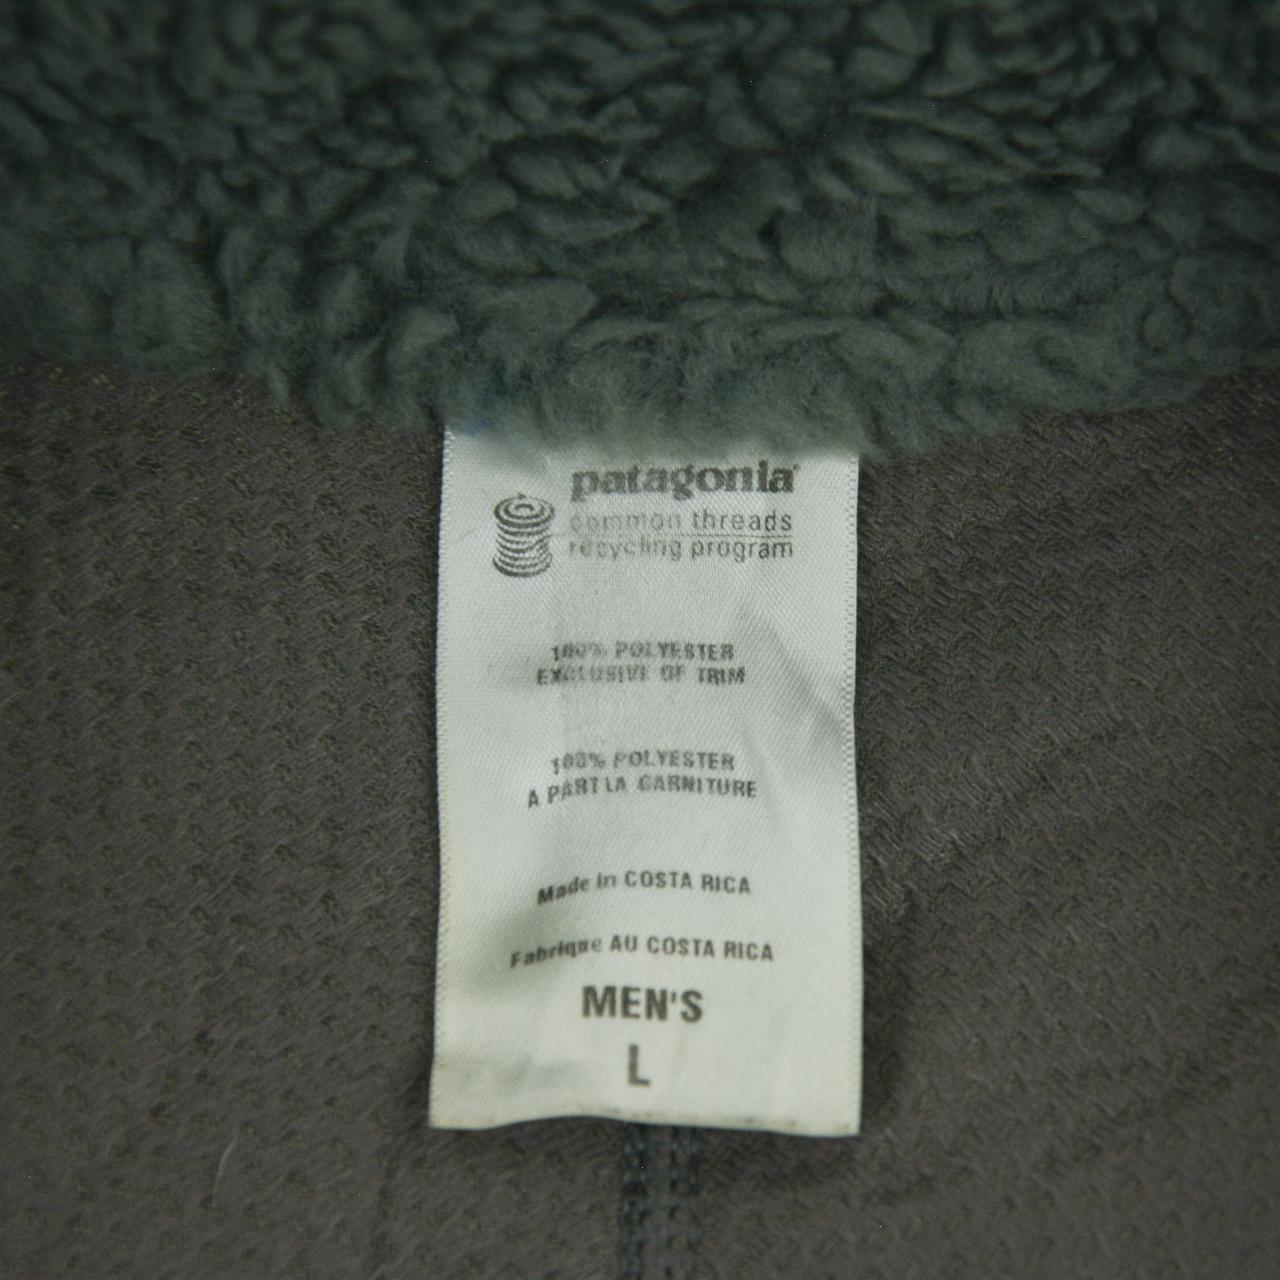 patagonia®
common threads
recycling program
100% POLYESTER
EXCLUSIVE OF TRIM
100% POLYESTER
A PART LA GARNITURE
Made in COSTA RICA
Fabrique AU COSTA RICA
MEN'S
L